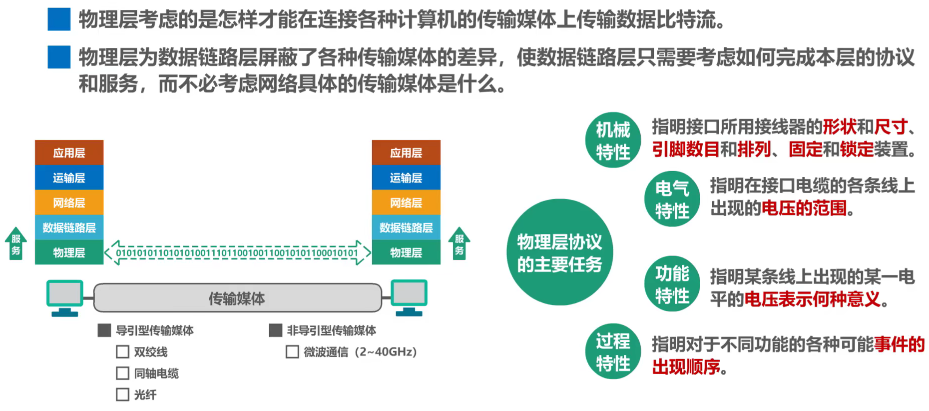 物理层考虑的是怎样才能在连接各种计算机的传输媒体上传输数据比特流。
物理层为数据链路层屏蔽了各种传输媒体的差异，使数据链路层只需要考虑如何完成本层的协议
和服务，而不必考虑网络具体的传输媒体是什么。
应用层
运输层
网络层
数据链路层
物理层
服务
应用层
运输层
网络层
数据链路层
物理层
服务
传输媒体
导引型传输媒体
双绞线
同轴电缆
光纤
非导引型传输媒体
微波通信（2~40GHz）
物理层协议
的主要任务
机械
特性
指明接口所用接线器的形状和尺寸、
引脚数目和排列、固定和锁定装置。
电气
特性
指明在接口电缆的各条线上
出现的电压的范围。
功能
特性
指明某条线上出现的某一电
平的电压表示何种意义。
过程
特性
指明对于不同功能的各种可能事件的
出现顺序。